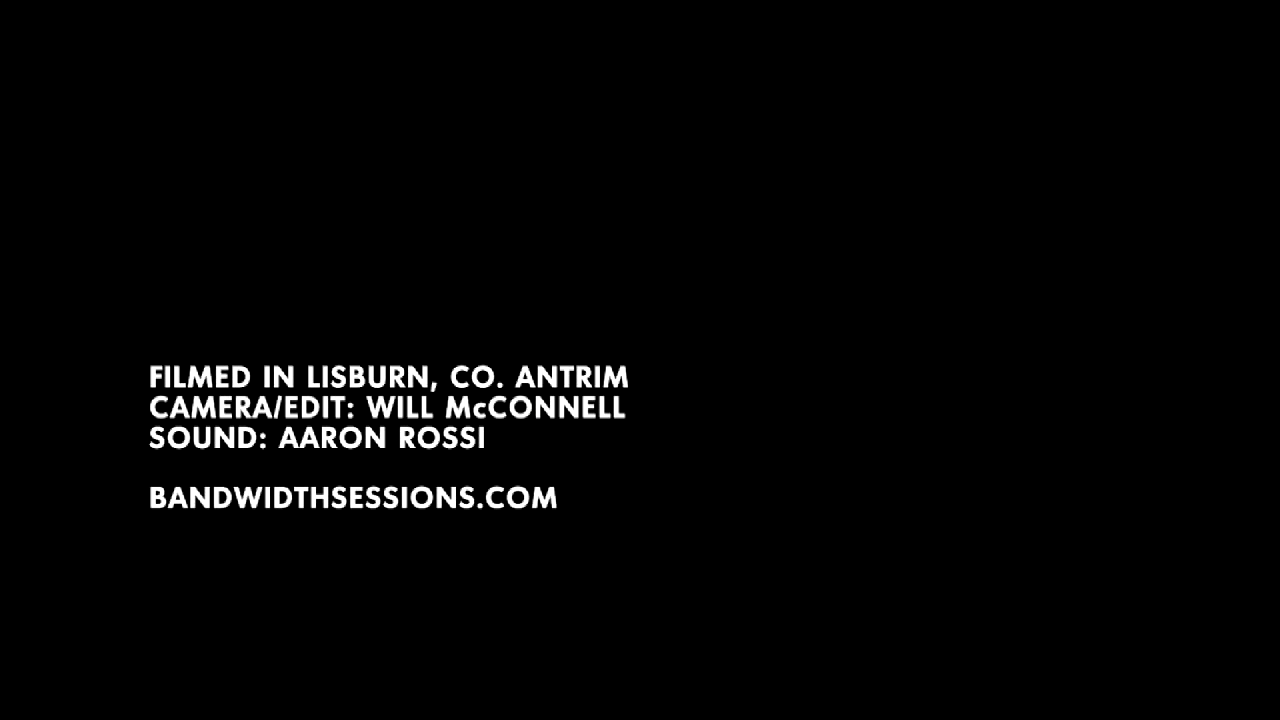 FILMED IN LISBURN, CO. ANTRIM
CAMERA/EDIT: WILL McCONNELL
SOUND: AARON ROSSI
BANDWIDTHSESSIONS.COM